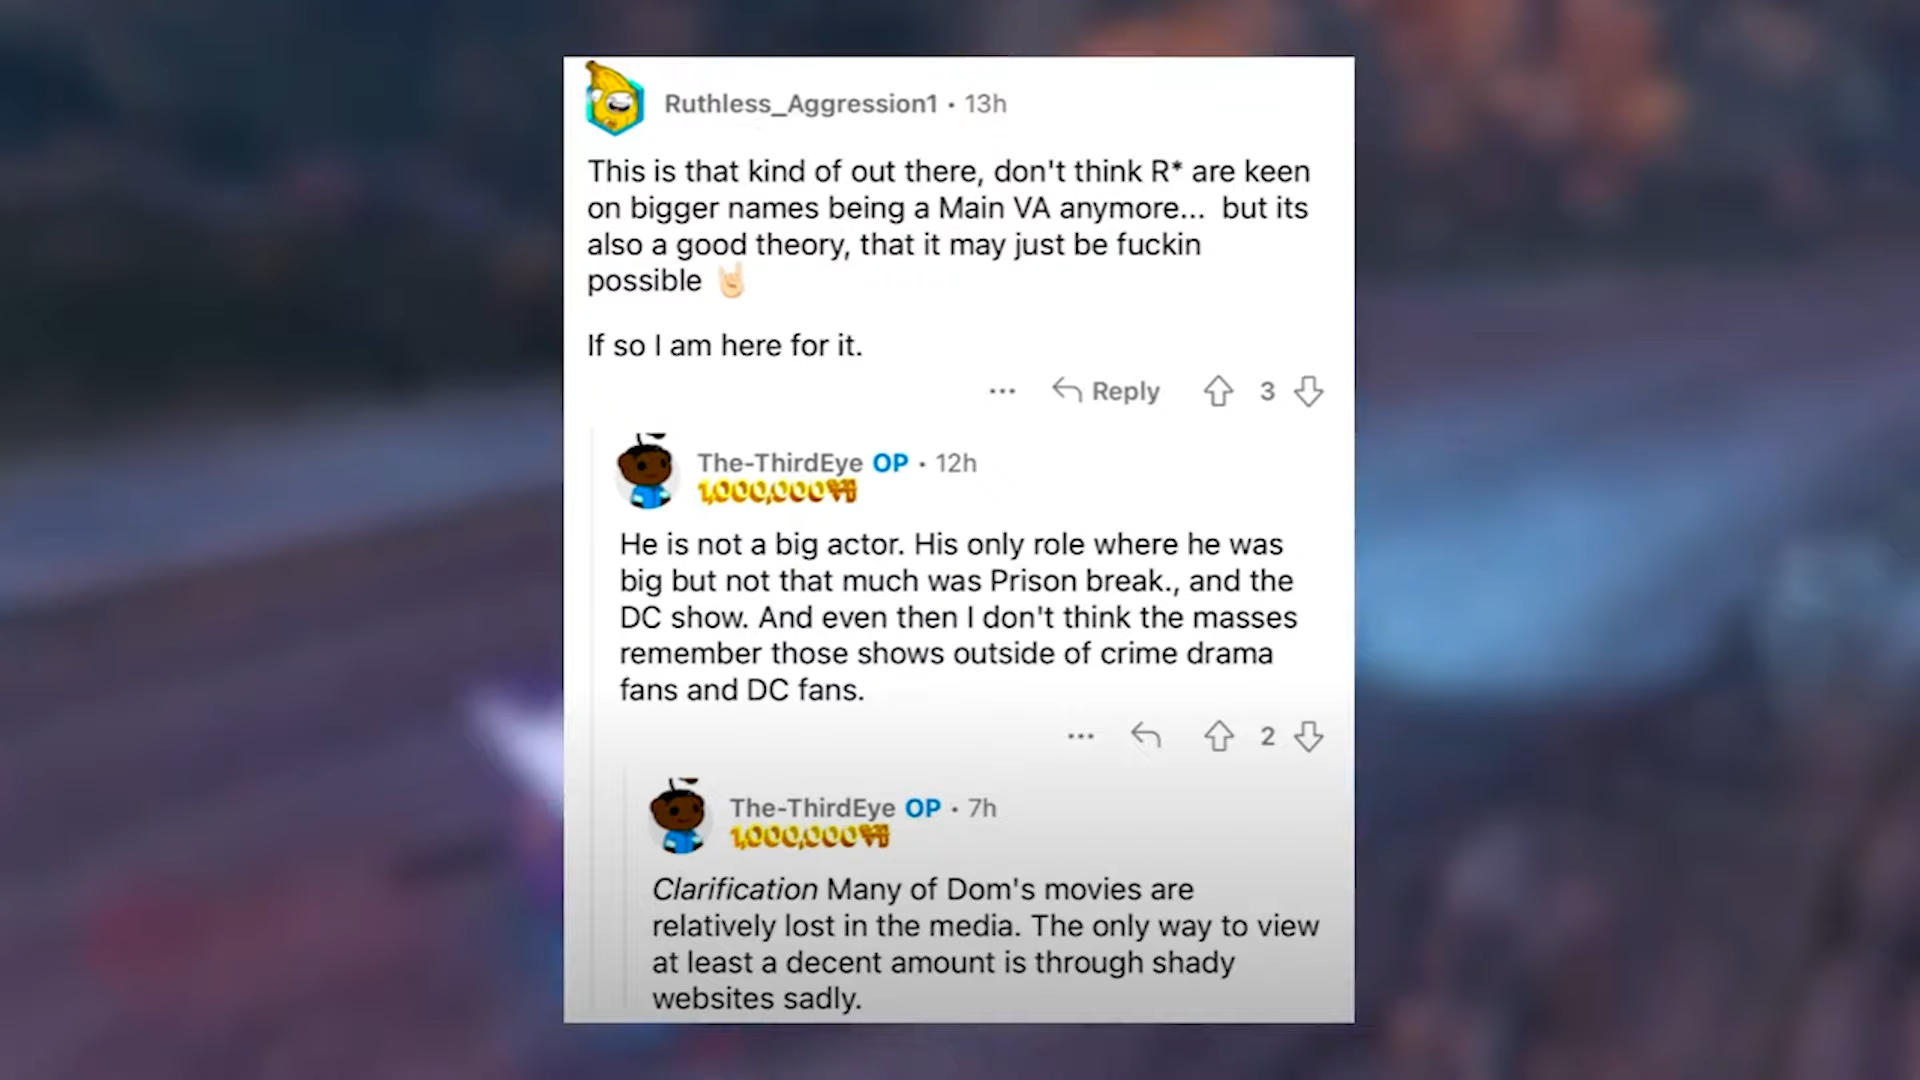 Ruthless_Aggression1 • 13h
This is that kind of out there, don't think R* are keen
on bigger names being a Main VA anymore... but its
also a good theory, that it may just be fuckin
possible 🤘🏻
If so I am here for it.
... Reply 3
The-ThirdEye OP • 12h
1,000,000
He is not a big actor. His only role where he was
big but not that much was Prison break., and the
DC show. And even then I don't think the masses
remember those shows outside of crime drama
fans and DC fans.
... 2
The-ThirdEye OP • 7h
1,000,000
Clarification Many of Dom's movies are
relatively lost in the media. The only way to view
at least a decent amount is through shady
websites sadly.